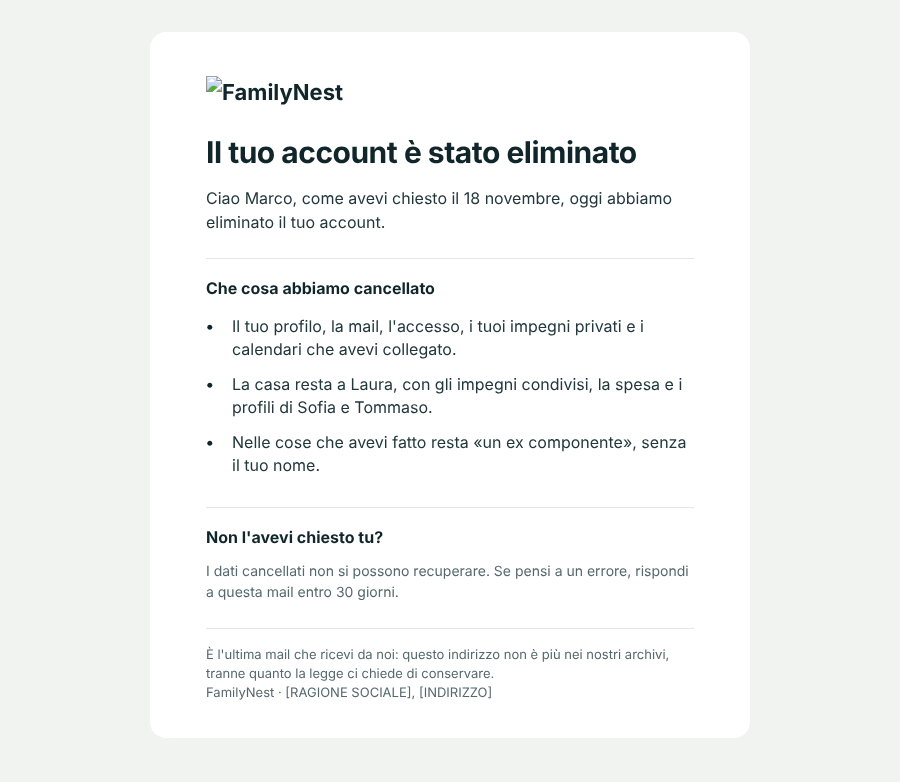 FamilyNest
Il tuo account è stato eliminato
Ciao Marco, come avevi chiesto il 18 novembre, oggi abbiamo
eliminato il tuo account.
Che cosa abbiamo cancellato
• Il tuo profilo, la mail, l'accesso, i tuoi impegni privati e i
calendari che avevi collegato.
• La casa resta a Laura, con gli impegni condivisi, la spesa e i
profili di Sofia e Tommaso.
• Nelle cose che avevi fatto resta «un ex componente», senza
il tuo nome.
Non l'avevi chiesto tu?
I dati cancellati non si possono recuperare. Se pensi a un errore, rispondi
a questa mail entro 30 giorni.
È l'ultima mail che ricevi da noi: questo indirizzo non è più nei nostri archivi,
tranne quanto la legge ci chiede di conservare.
FamilyNest · [RAGIONE SOCIALE], [INDIRIZZO]